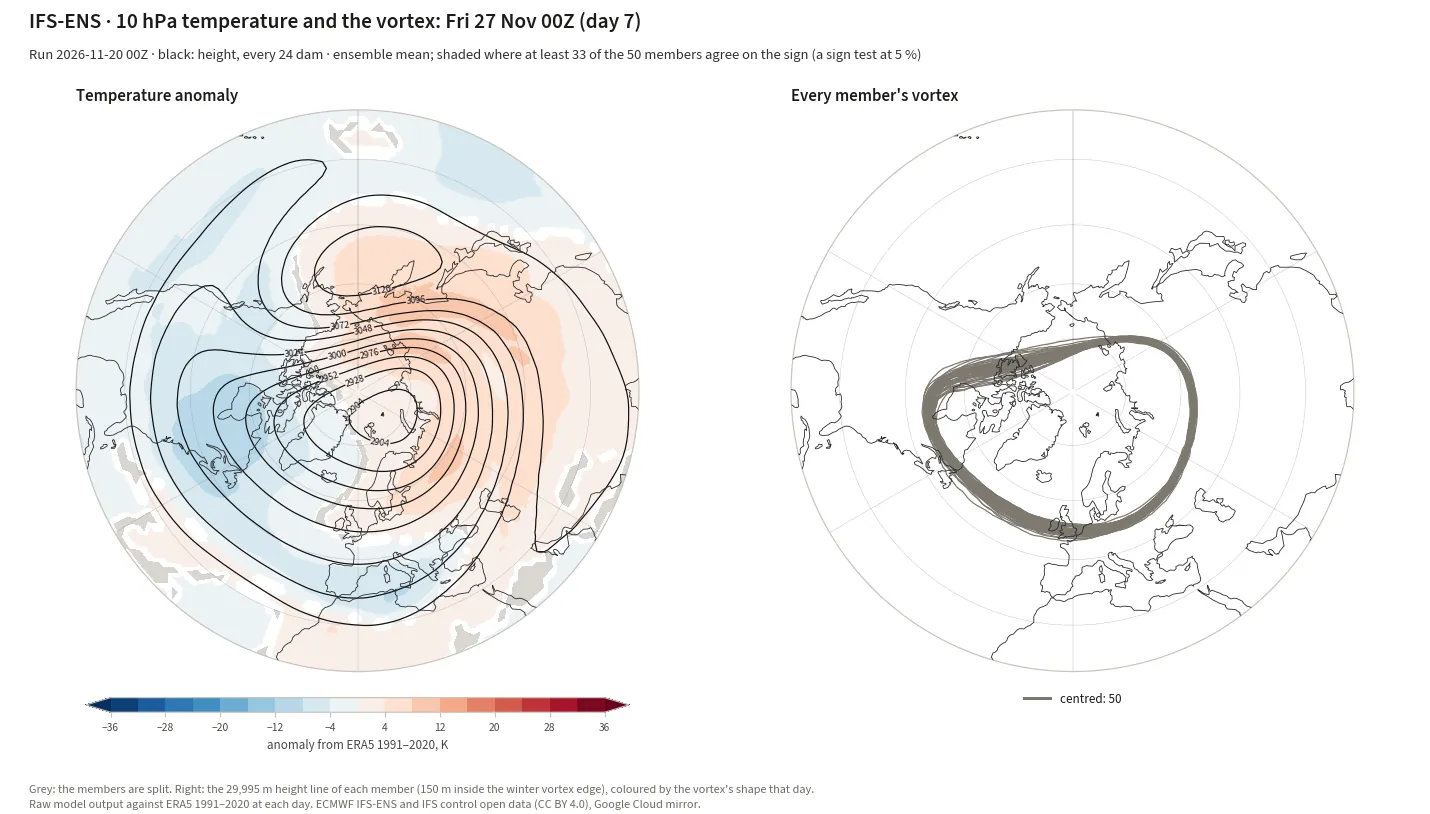 IFS-ENS · 10 hPa temperature and the vortex: Fri 27 Nov 00Z (day 7)
Run 2026-11-20 00Z · black: height, every 24 dam · ensemble mean; shaded where at least 33 of the 50 members agree on the sign (a sign test at 5 %)
Temperature anomaly
Every member's vortex
3120
3096
3072
3048
3000
2976
2952
2928
2904
centred: 50
−36 −28 −20 −12 −4 4 12 20 28 36
anomaly from ERA5 1991–2020, K
Grey: the members are split. Right: the 29,995 m height line of each member (150 m inside the winter vortex edge), coloured by the vortex's shape that day.
Raw model output against ERA5 1991–2020 at each day. ECMWF IFS-ENS and IFS control open data (CC BY 4.0), Google Cloud mirror.